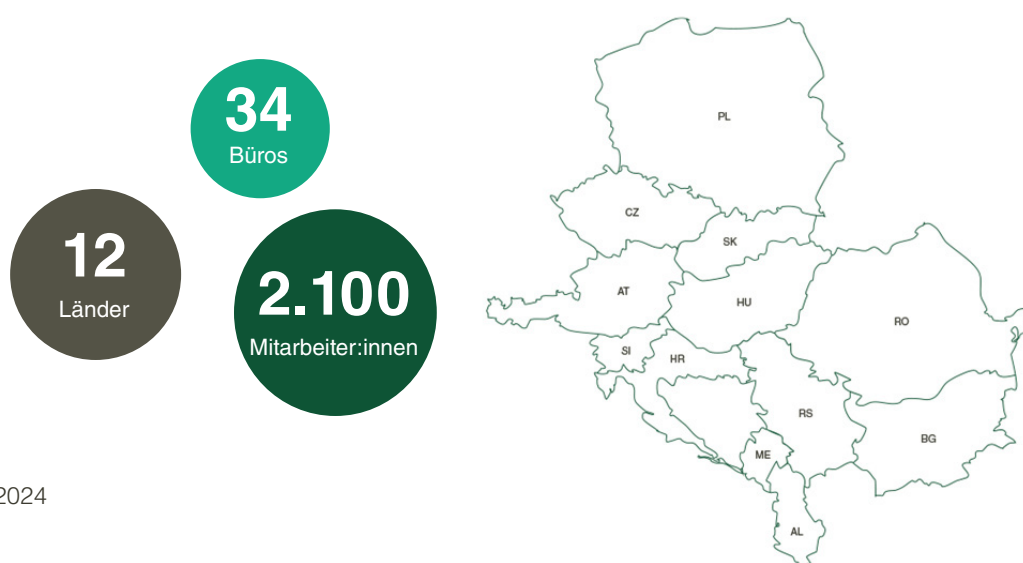 34
Büros
12
Länder
2.100
Mitarbeiter:innen
2024
PL
CZ
SK
AT
HU
RO
SI
HR
RS
BG
ME
AL